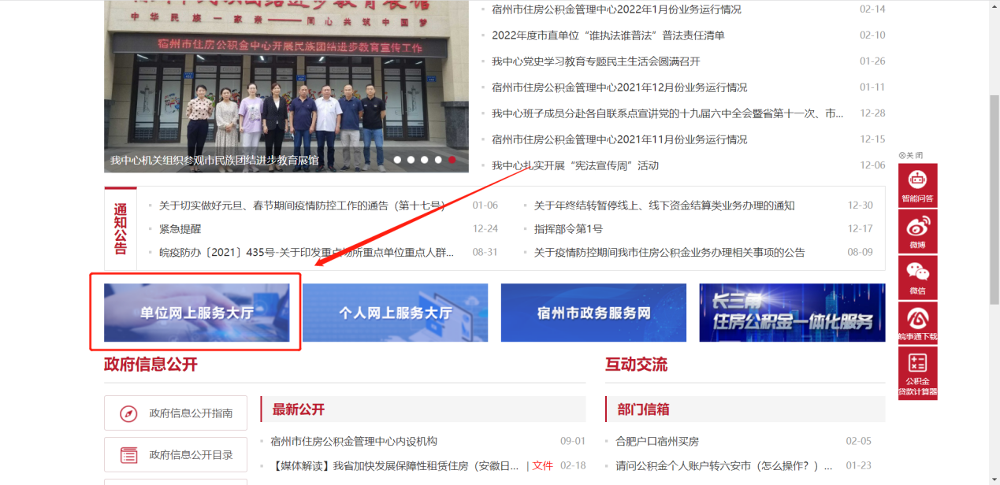 中华民族一家亲——同心共筑中国梦
宿州市住房公积金中心开展民族团结进步教育宣传工作
我中心机关组织参观市民族团结进步教育展馆
宿州市住房公积金管理中心2022年1月份业务运行情况 02-14
2022年度市直单位“谁执法谁普法”普法责任清单 02-10
我中心党史学习教育专题民主生活会圆满召开 01-26
宿州市住房公积金管理中心2021年12月份业务运行情况 01-11
我中心班子成员分赴各自联系点宣讲党的十九届六中全会暨省第十一次、市... 12-28
宿州市住房公积金管理中心2021年11月份业务运行情况 12-15
我中心扎实开展“宪法宣传周”活动 12-06
通知公告
关于切实做好元旦、春节期间疫情防控工作的通告（第十七号） 01-06
紧急提醒 12-24
皖疫防办〔2021〕435号-关于印发重点场所重点单位重点人群... 08-31
关于年终结转暂停线上、线下资金结算类业务办理的通知 12-30
指挥部令第1号 12-17
关于疫情防控期间我市住房公积金业务办理相关事项的公告 08-09
单位网上服务大厅
个人网上服务大厅
宿州市政务服务网
长三角
住房公积金一体化服务
政府信息公开
政府信息公开指南
政府信息公开目录
最新公开
宿州市住房公积金管理中心内设机构 09-01
【媒体解读】我省加快发展保障性租赁住房（安徽日... | 文件 02-18
互动交流
部门信箱
合肥户口宿州买房 02-05
请问公积金个人账户转六安市（怎么操作？）... 01-23
⊗关闭
智能问答
微博
微信
皖事通下载
公积金
贷款计算器